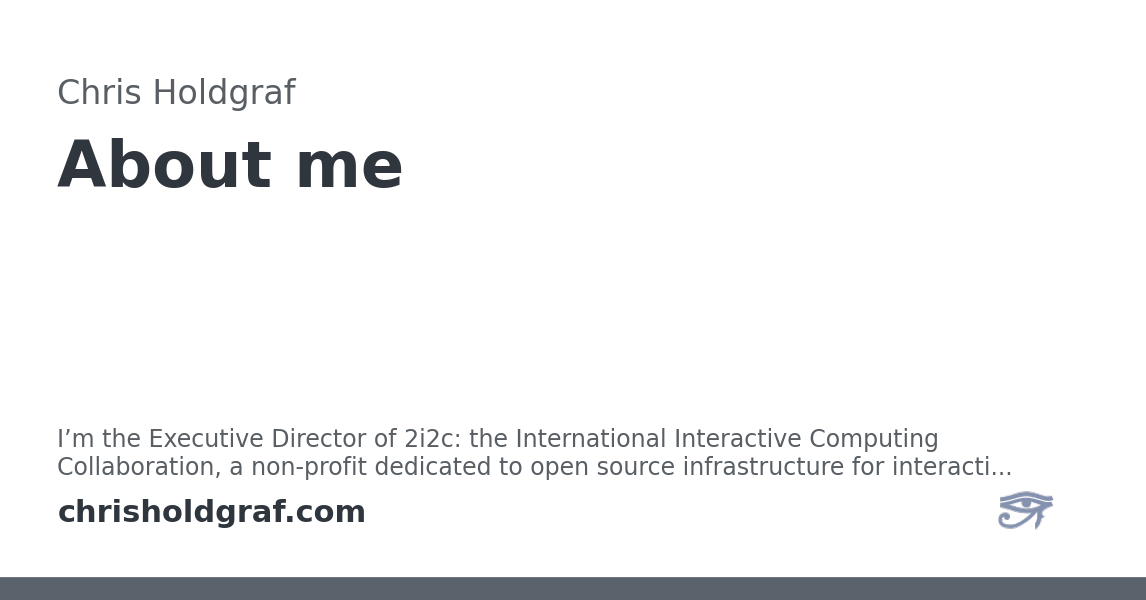 Chris Holdgraf
About me
I’m the Executive Director of 2i2c: the International Interactive Computing
Collaboration, a non-profit dedicated to open source infrastructure for interacti...
chrisholdgraf.com